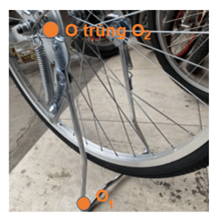 O trùng O₂
O₁